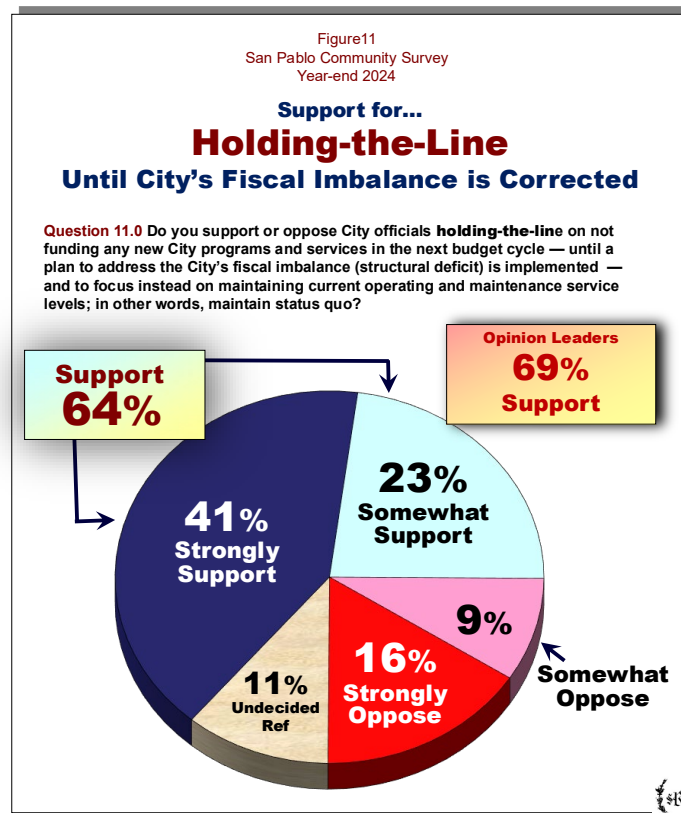 Figure11
San Pablo Community Survey
Year-end 2024
Support for...
Holding-the-Line
Until City's Fiscal Imbalance is Corrected
Question 11.0 Do you support or oppose City officials holding-the-line on not
funding any new City programs and services in the next budget cycle — until a
plan to address the City's fiscal imbalance (structural deficit) is implemented —
and to focus instead on maintaining current operating and maintenance service
levels; in other words, maintain status quo?
Opinion Leaders
69%
Support
Support
64%
23%
Somewhat
Support
41%
Strongly
Support
9%
Somewhat
Oppose
16%
Strongly
Oppose
11%
Undecided
Ref